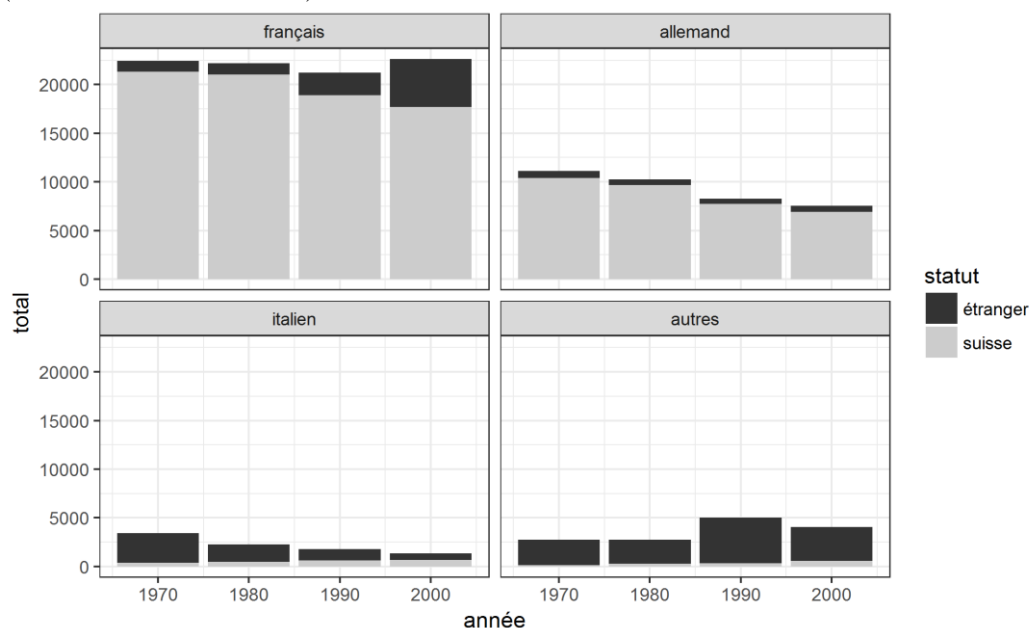 français
allemand
20000
15000
10000
5000
0
italien
autres
20000
15000
10000
5000
0
1970 1980 1990 2000
1970 1980 1990 2000
année
total
statut
étranger
suisse